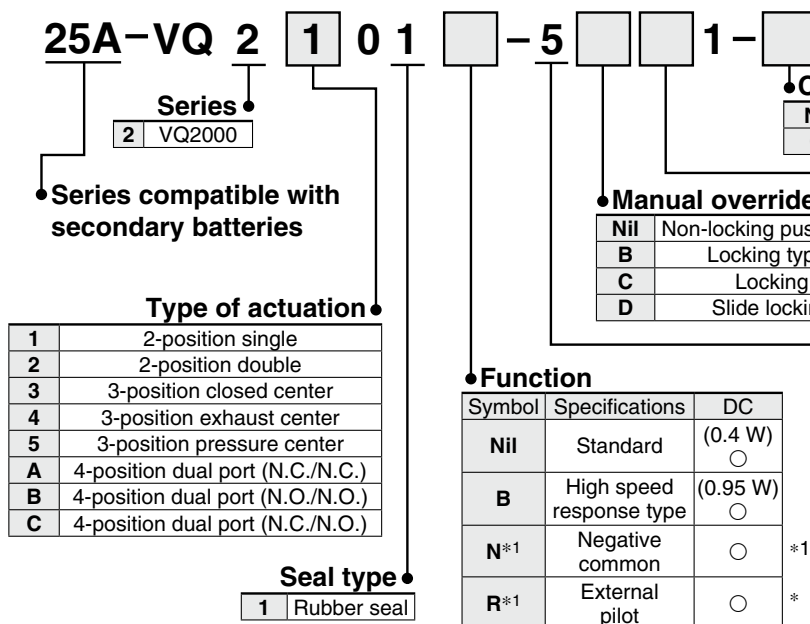 25A-VQ 2 1 0 1 - 5 1 -
Series
2 VQ2000
Series compatible with
secondary batteries
Manual override
Nil Non-locking
B Locking
C Locking
D Slide
Type of actuation
1 2-position single
2 2-position double
3 3-position closed center
4 3-position exhaust center
5 3-position pressure center
A 4-position dual port (N.C./N.C.)
B 4-position dual port (N.O./N.O.)
C 4-position dual port (N.C./N.O.)
Seal type
1 Rubber seal
Function
Symbol Specifications DC
Nil Standard (0.4 W) ○
B High speed response type (0.95 W) ○
N*1 Negative common ○ *1
R*1 External pilot ○ *